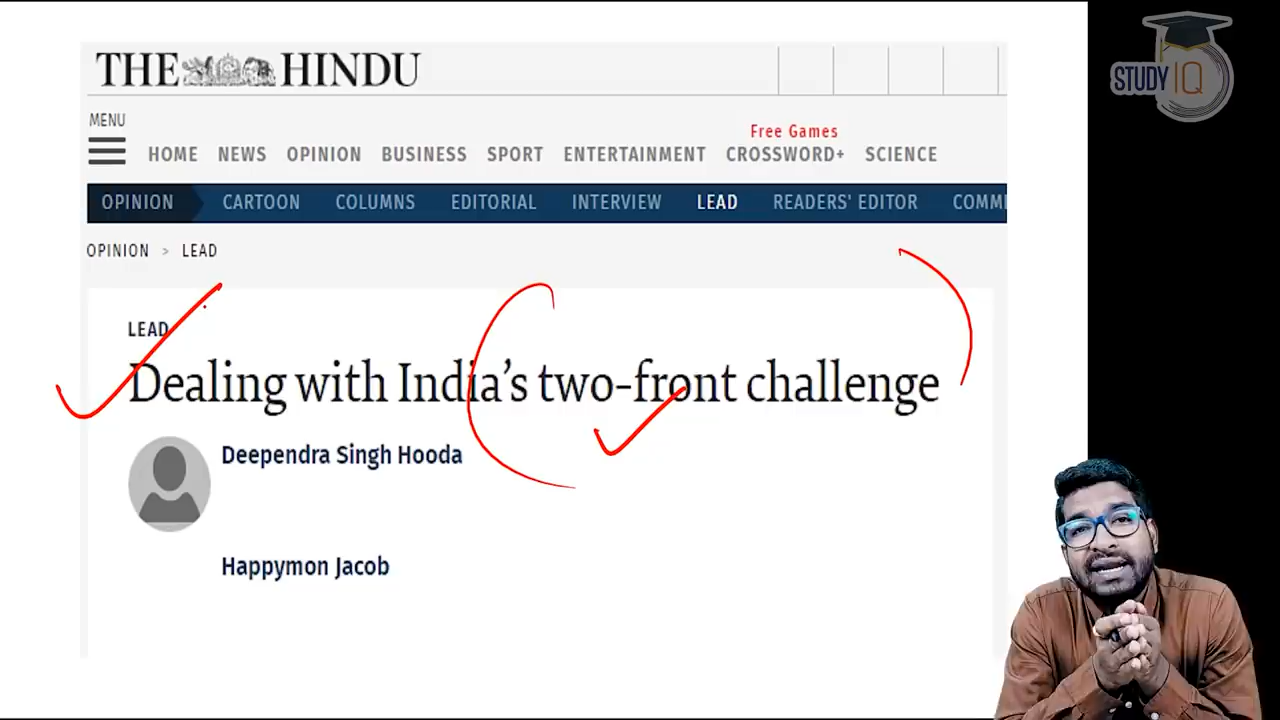 THE HINDU
STUDY IQ
MENU
Free Games
HOME NEWS OPINION BUSINESS SPORT ENTERTAINMENT CROSSWORD+ SCIENCE
OPINION CARTOON COLUMNS EDITORIAL INTERVIEW LEAD READERS' EDITOR COMM
OPINION > LEAD
LEAD
Dealing with India’s two-front challenge
Deependra Singh Hooda
Happymon Jacob